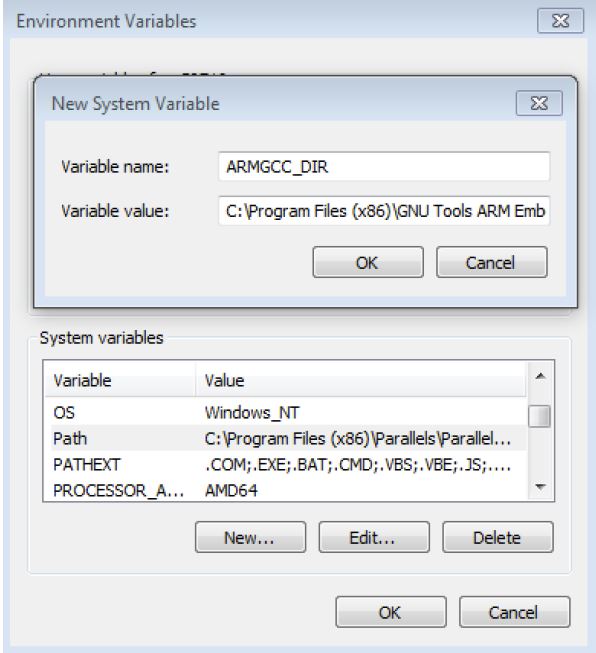 Environment Variables
New System Variable
Variable name: ARMGCC_DIR
Variable value: C:\Program Files (x86)\GNU Tools ARM Emb
OK Cancel
System variables
Variable Value
OS Windows_NT
Path C:\Program Files (x86)\Parallels\Parallel...
PATHEXT .COM;.EXE;.BAT;.CMD;.VBS;.VBE;.JS;....
PROCESSOR_A... AMD64
New... Edit... Delete
OK Cancel